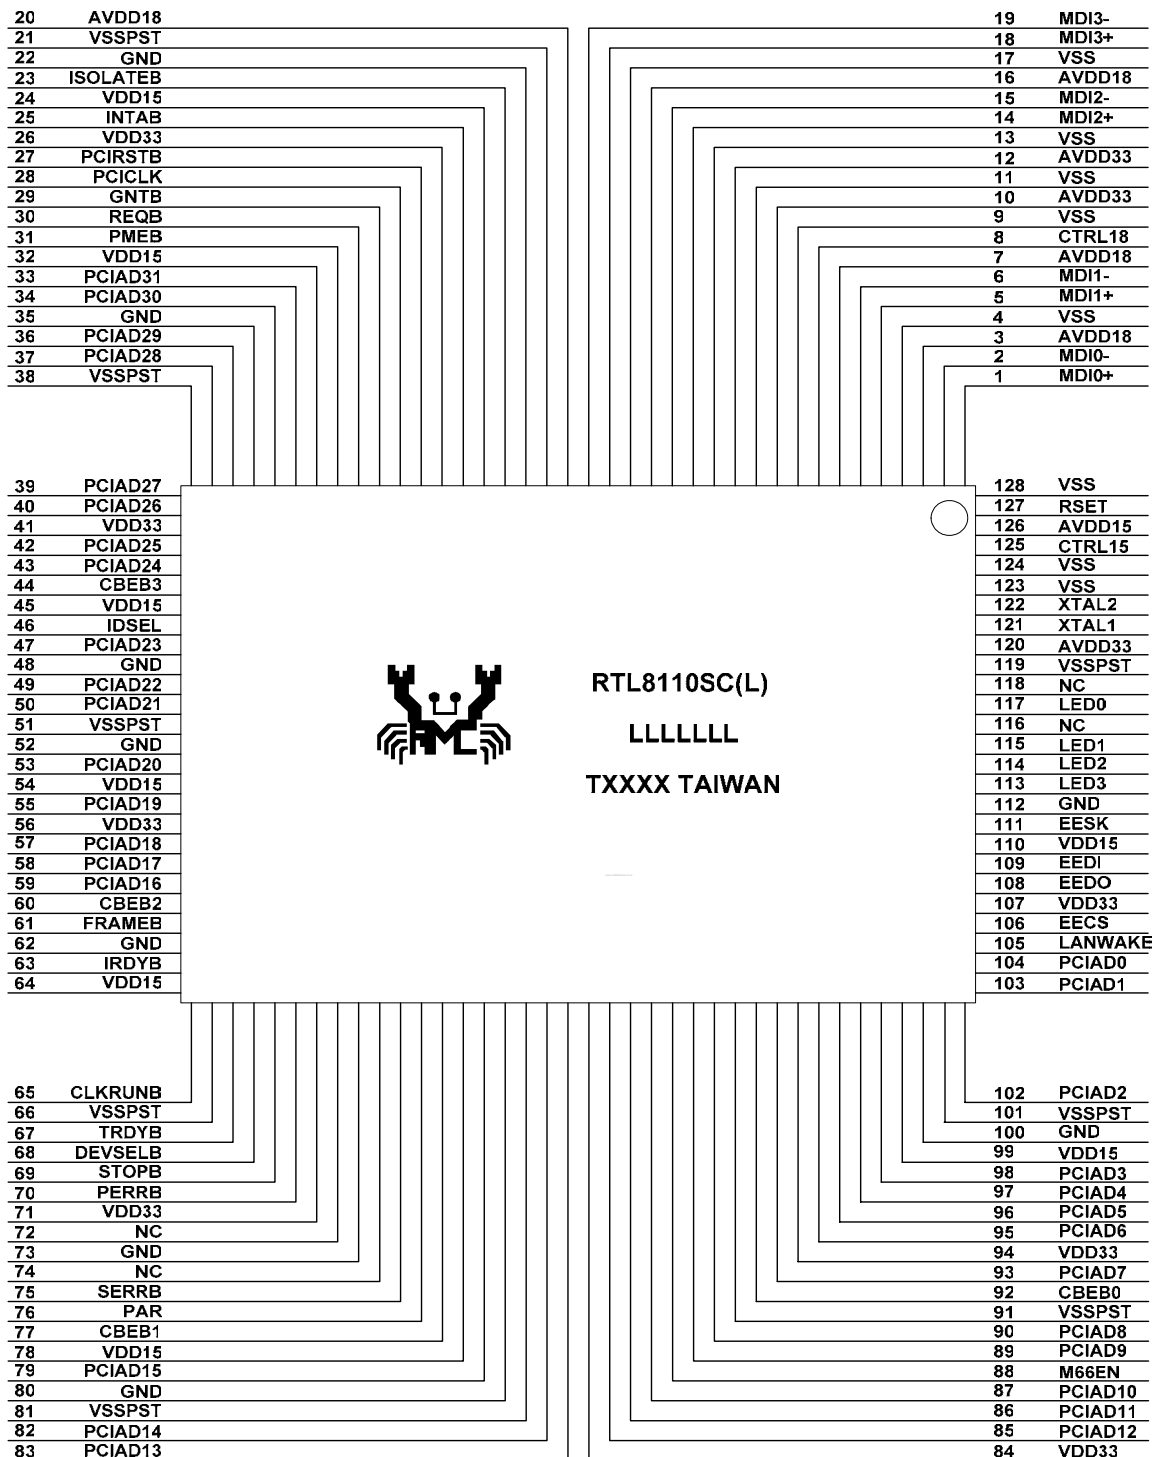 20 AVDD18
21 VSSPST
22 GND
23 ISOLATEB
24 VDD15
25 INTAB
26 VDD33
27 PCIRSTB
28 PCICLK
29 GNTB
30 REQB
31 PMEB
32 VDD15
33 PCIAD31
34 PCIAD30
35 GND
36 PCIAD29
37 PCIAD28
38 VSSPST
19 MDI3-
18 MDI3+
17 VSS
16 AVDD18
15 MDI2-
14 MDI2+
13 VSS
12 AVDD33
11 VSS
10 AVDD33
9 VSS
8 CTRL18
7 AVDD18
6 MDI1-
5 MDI1+
4 VSS
3 AVDD18
2 MDI0-
1 MDI0+
39 PCIAD27
40 PCIAD26
41 VDD33
42 PCIAD25
43 PCIAD24
44 CBEB3
45 VDD15
46 IDSEL
47 PCIAD23
48 GND
49 PCIAD22
50 PCIAD21
51 VSSPST
52 GND
53 PCIAD20
54 VDD15
55 PCIAD19
56 VDD33
57 PCIAD18
58 PCIAD17
59 PCIAD16
60 CBEB2
61 FRAMEB
62 GND
63 IRDYB
64 VDD15
RTL8110SC(L)
LLLLLLL
TXXXX TAIWAN
128 VSS
127 RSET
126 AVDD15
125 CTRL15
124 VSS
123 VSS
122 XTAL2
121 XTAL1
120 AVDD33
119 VSSPST
118 NC
117 LED0
116 NC
115 LED1
114 LED2
113 LED3
112 GND
111 EESK
110 VDD15
109 EEDI
108 EEDO
107 VDD33
106 EECS
105 LANWAKE
104 PCIAD0
103 PCIAD1
65 CLKRUNB
66 VSSPST
67 TRDYB
68 DEVSELB
69 STOPB
70 PERRB
71 VDD33
72 NC
73 GND
74 NC
75 SERRB
76 PAR
77 CBEB1
78 VDD15
79 PCIAD15
80 GND
81 VSSPST
82 PCIAD14
83 PCIAD13
102 PCIAD2
101 VSSPST
100 GND
99 VDD15
98 PCIAD3
97 PCIAD4
96 PCIAD5
95 PCIAD6
94 VDD33
93 PCIAD7
92 CBEB0
91 VSSPST
90 PCIAD8
89 PCIAD9
88 M66EN
87 PCIAD10
86 PCIAD11
85 PCIAD12
84 VDD33